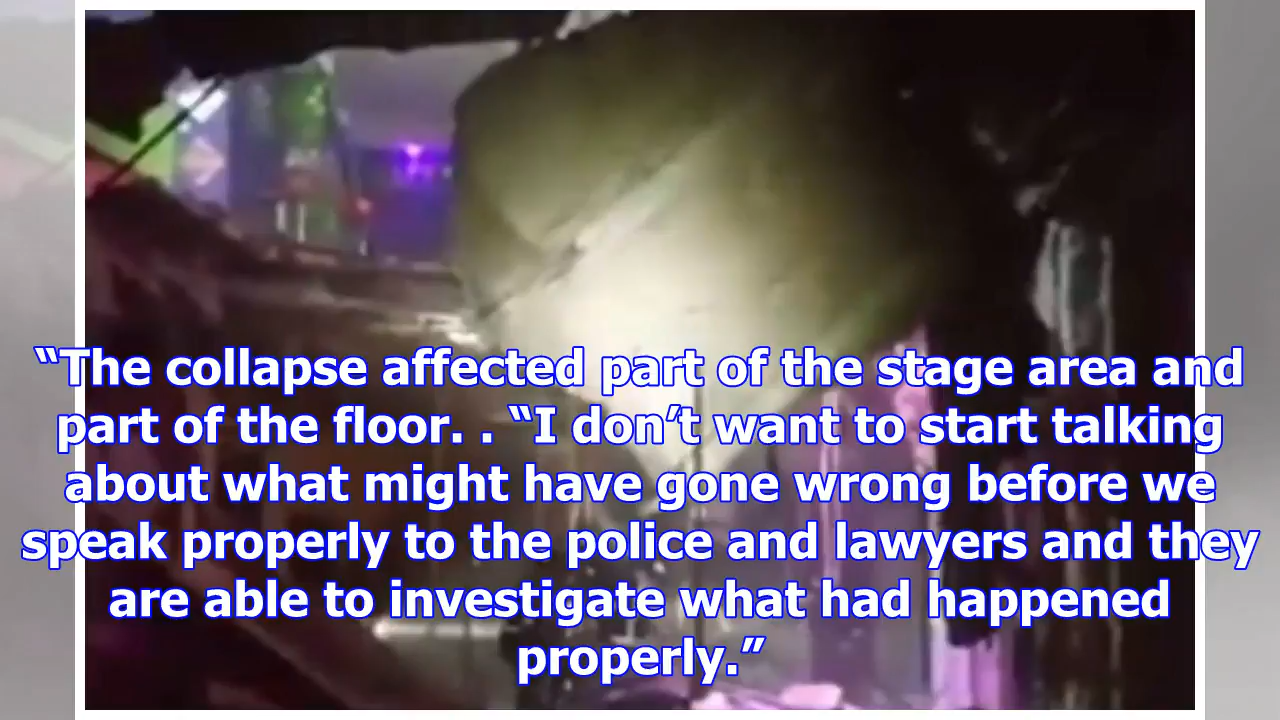 “The collapse affected part of the stage area and
part of the floor. . “I don’t want to start talking
about what might have gone wrong before we
speak properly to the police and lawyers and they
are able to investigate what had happened
properly.”